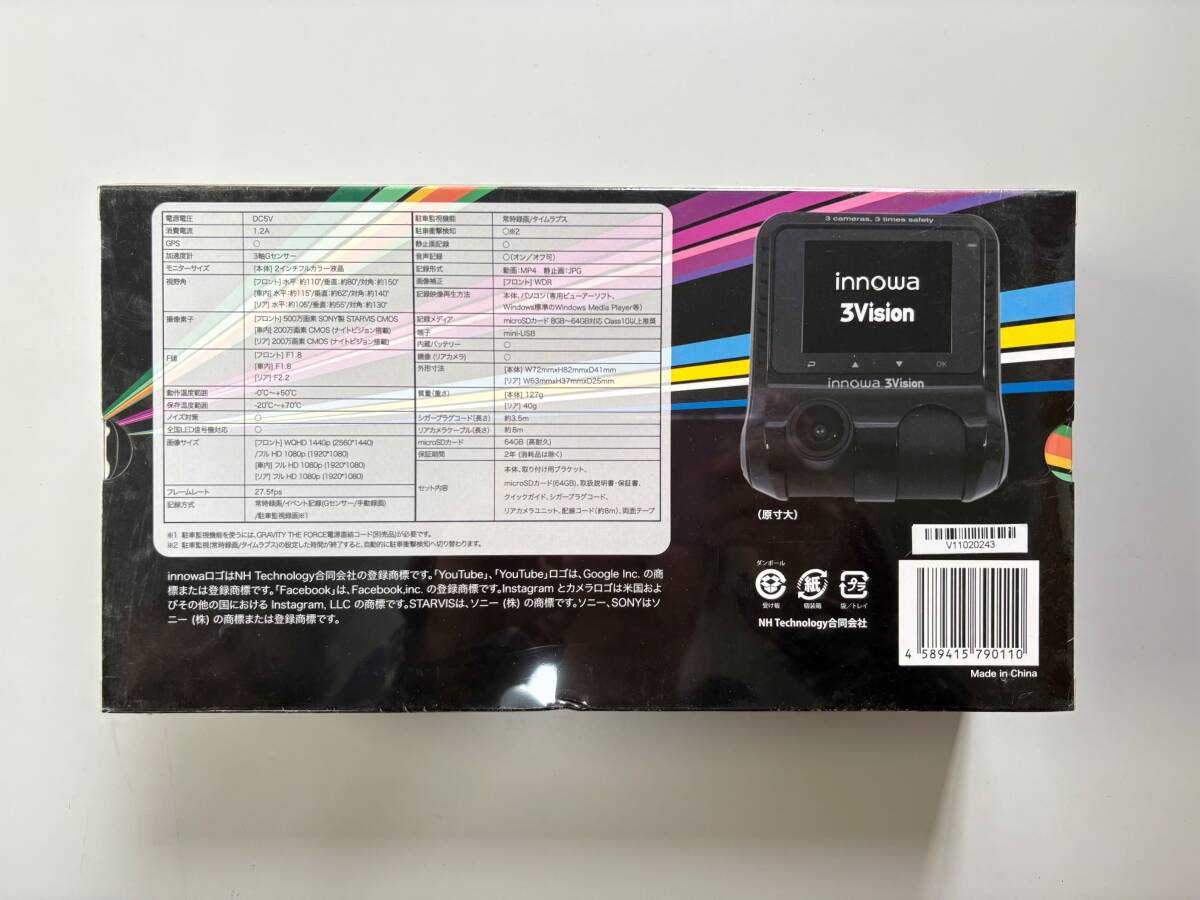 電源電圧 DC5V
消費電流 1.2A
GPS ○
加速度計 3軸Gセンサー
モニターサイズ [本体] 2インチフルカラー液晶
視野角 [フロント] 水平:約110°/垂直:約80°/対角:約150°
[車内] 水平:約115°/垂直:約62°/対角:約140°
[リア] 水平:約105°/垂直:約55°/対角:約130°
撮像素子 [フロント] 500万画素 SONY製 STARVIS CMOS
[車内] 200万画素 CMOS (ナイトビジョン搭載)
[リア] 200万画素 CMOS (ナイトビジョン搭載)
F値 [フロント] F1.8
[車内] F1.8
[リア] F2.2
動作温度範囲 -0℃~+50℃
保存温度範囲 -20℃~+70℃
ノイズ対策 ○
全国LED信号機対応 ○
画像サイズ [フロント] WQHD 1440p (2560*1440)
/フル HD 1080p (1920*1080)
[車内] フル HD 1080p (1920*1080)
[リア] フル HD 1080p (1920*1080)
フレームレート 27.5fps
記録方式 常時録画/イベント記録(Gセンサー/手動録画)
/駐車監視録画※1
駐車監視機能 常時録画/タイムラプス
駐車衝撃検知 ○※2
静止画記録 ○
音声記録 ○(オン/オフ可)
記録形式 動画:MP4 静止画:JPG
画像補正 [フロント] WDR
記録映像再生方法 本体、パソコン(専用ビューアーソフト、
Windows標準のWindows Media Player等)
記録メディア microSDカード 8GB~64GB対応 Class10以上推奨
端子 mini-USB
内蔵バッテリー ○
鏡像 (リアカメラ) ○
外形寸法 [本体] W72mmxH82mmxD41mm
[リア] W63mmxH37mmxD25mm
質量(重さ) [本体] 127g
[リア] 40g
シガープラグコード(長さ) 約3.5m
リアカメラケーブル(長さ) 約8m
microSDカード 64GB (高耐久)
保証期間 2年 (消耗品は除く)
セット内容 本体、取り付け用ブラケット、
microSDカード(64GB)、取扱説明書・保証書、
クイックガイド、シガープラグコード、
リアカメラユニット、配線コード(約8m)、両面テープ
※1 駐車監視機能を使うには、GRAVITY THE FORCE電源直結コード(別売品)が必要です。
※2 駐車監視(常時録画/タイムラプス)の設定した時間が終了すると、自動的に駐車衝撃検知へ切り替わります。
innowaロゴはNH Technology合同会社の登録商標です。「YouTube」、「YouTube」ロゴは、Google Inc. の商
標または登録商標です。「Facebook」は、Facebook,inc. の登録商標です。Instagram とカメラロゴは米国およ
びその他の国における Instagram, LLC の商標です。STARVISは、ソニー (株) の商標です。ソニー、SONYはソ
ニー (株) の商標または登録商標です。
3 cameras, 3 times safety
innowa
3Vision
OK
innowa 3Vision
(原寸大)
V11020243
ダンボール
受け板
紙
個装箱
プラ
袋/トレイ
NH Technology合同会社
4 589415 790110
Made in China